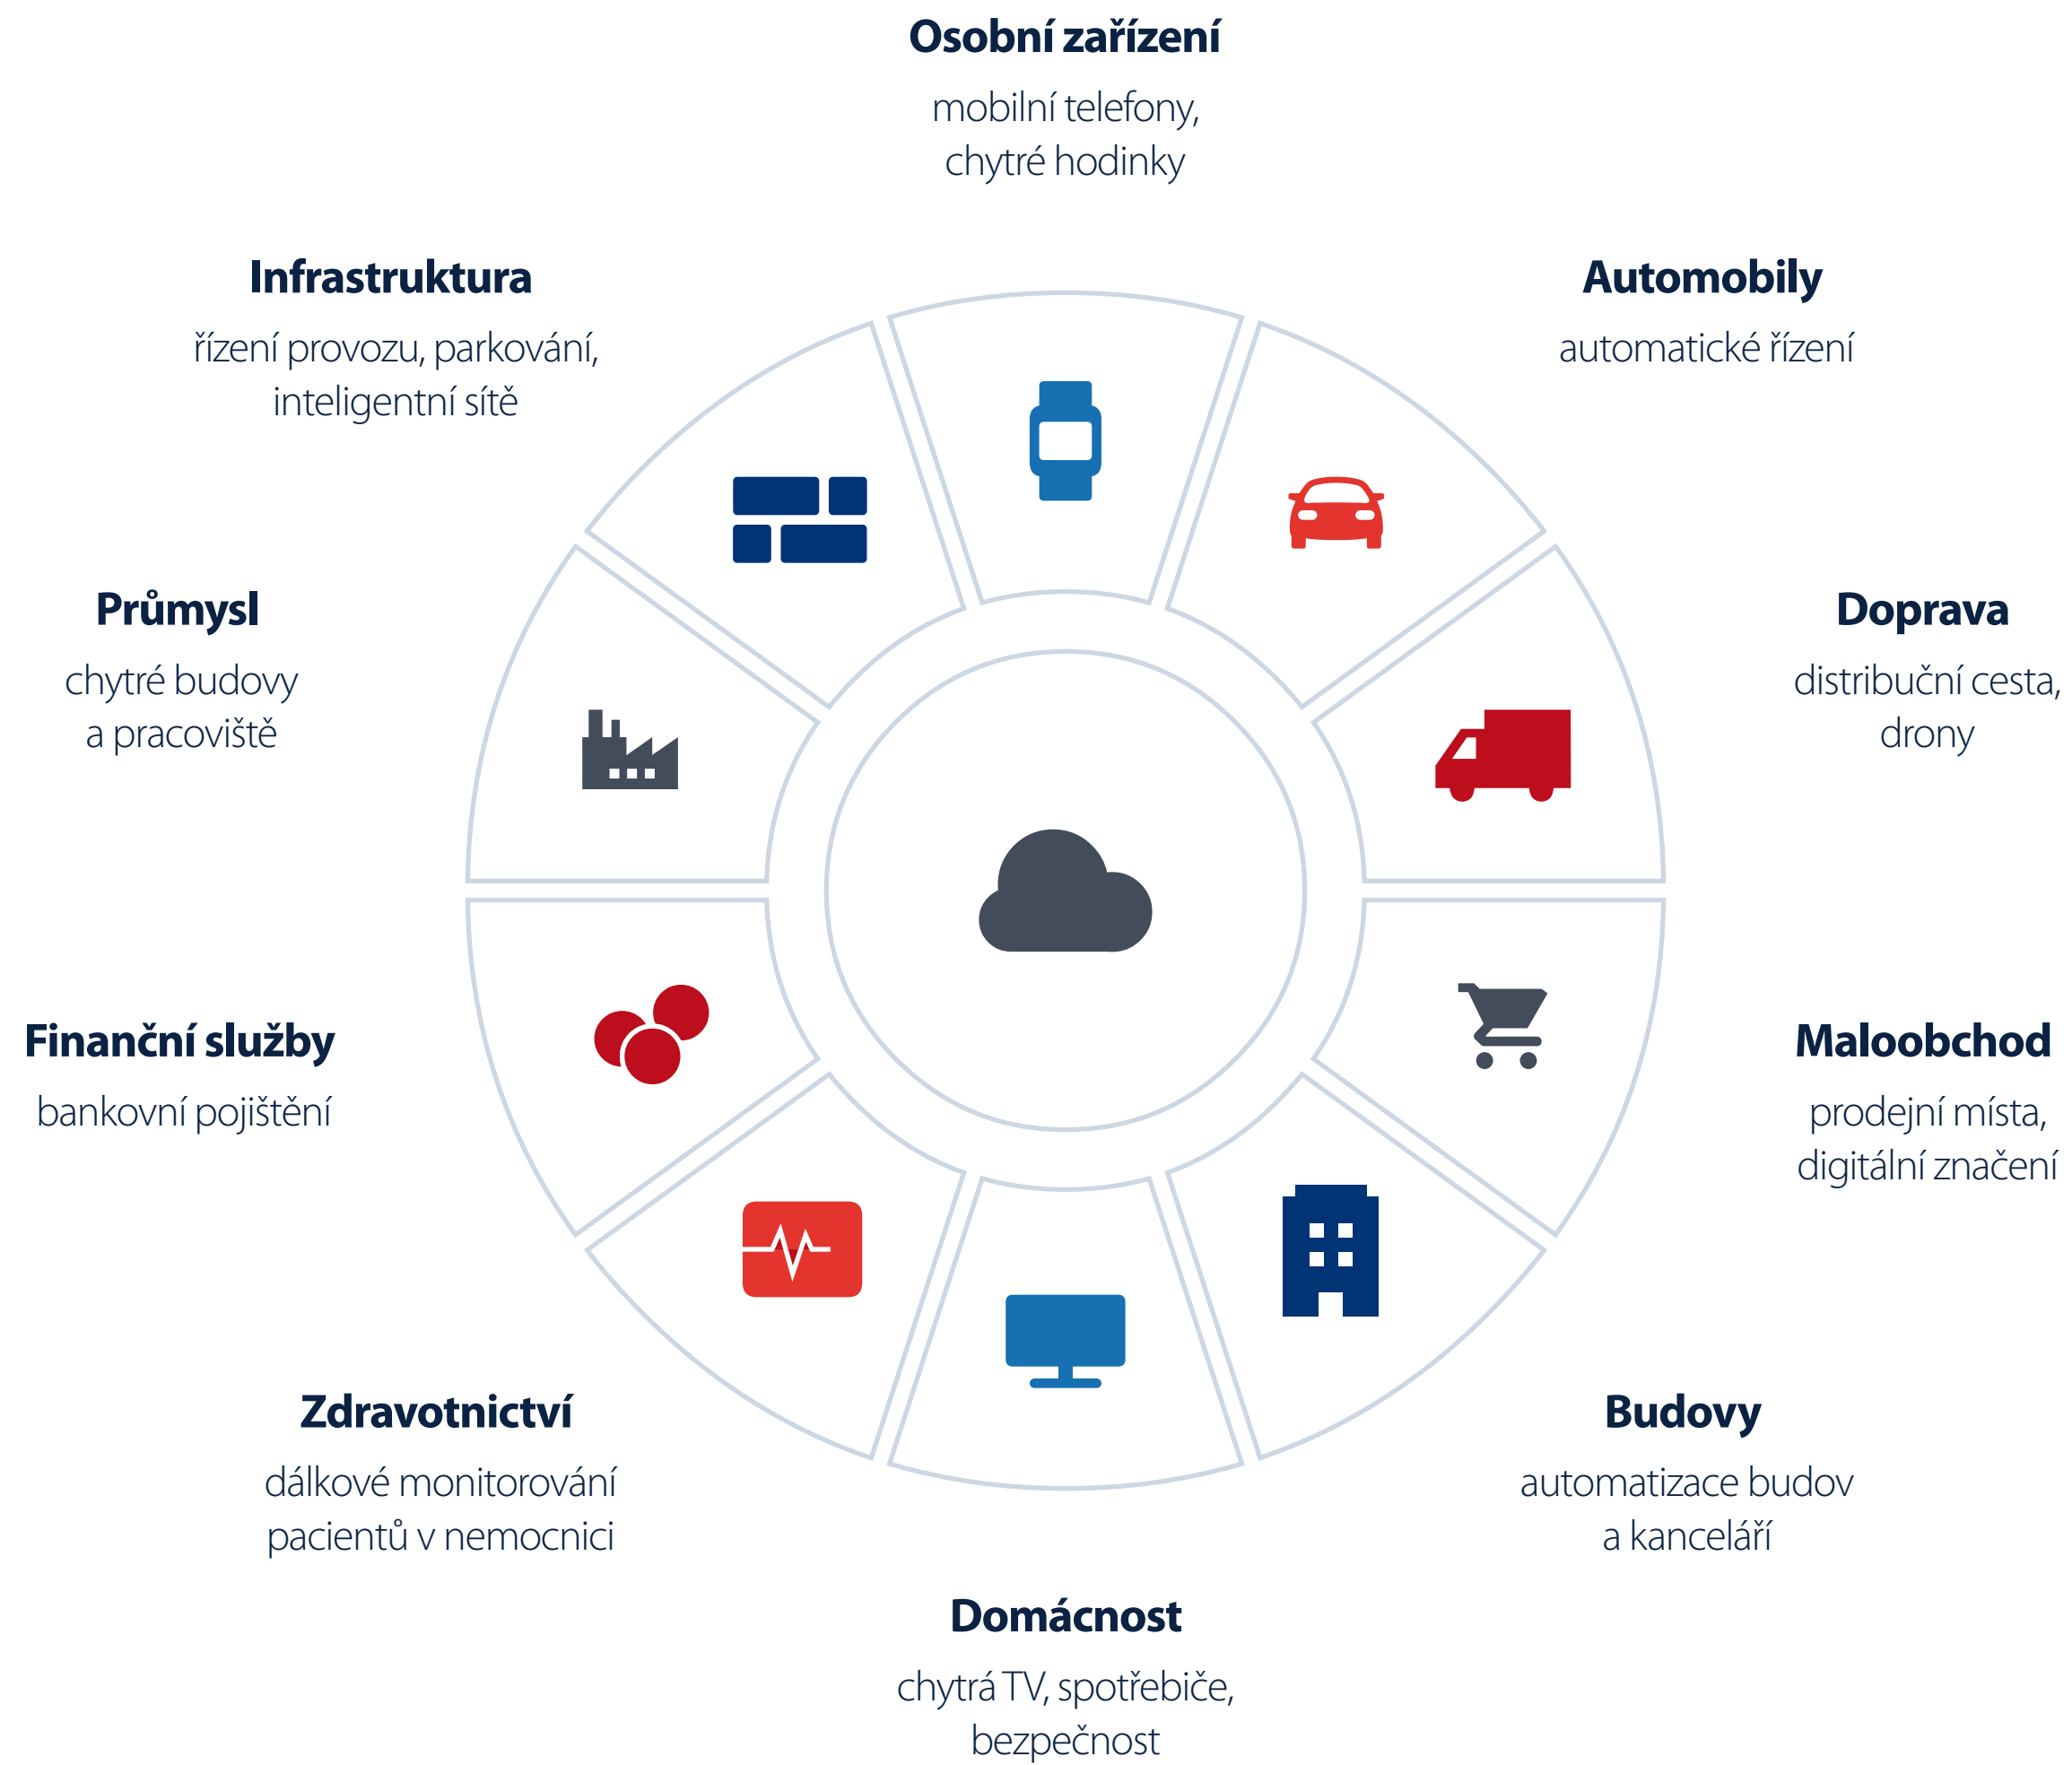 Osobní zařízení
mobilní telefony,
chytré hodinky
Automobily
automatické řízení
Doprava
distribuční cesta,
drony
Maloobchod
prodejní místa,
digitální značení
Budovy
automatizace budov
a kanceláří
Domácnost
chytrá TV, spotřebiče,
bezpečnost
Zdravotnictví
dálkové monitorování
pacientů v nemocnici
Finanční služby
bankovní pojištění
Průmysl
chytré budovy
a pracoviště
Infrastruktura
řízení provozu, parkování,
inteligentní sítě